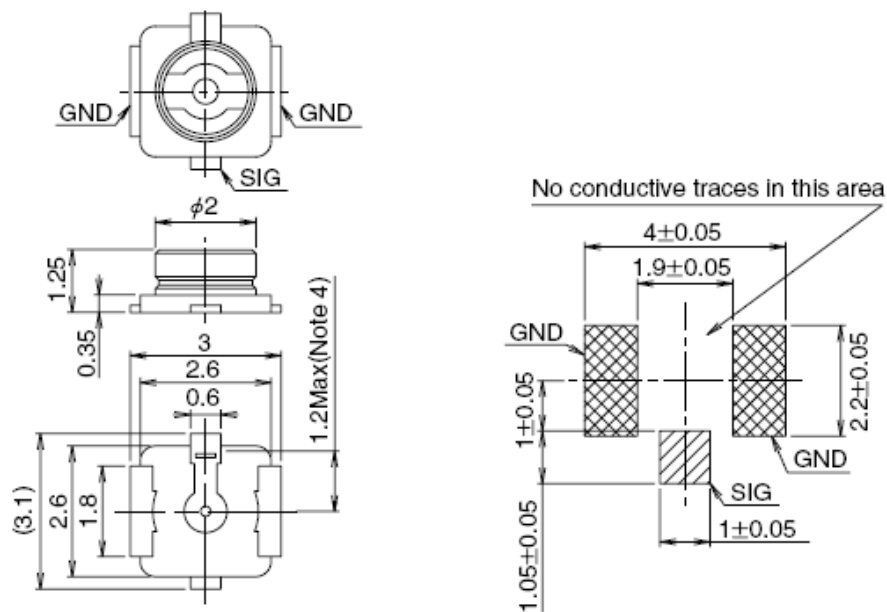 GND
GND
SIG
ϕ2
1.25
0.35
3
2.6
0.6
1.2Max(Note 4)
(3.1)
2.6
1.8
No conductive traces in this area
4±0.05
1.9±0.05
GND
1±0.05
2.2±0.05
GND
SIG
1.05±0.05
1±0.05